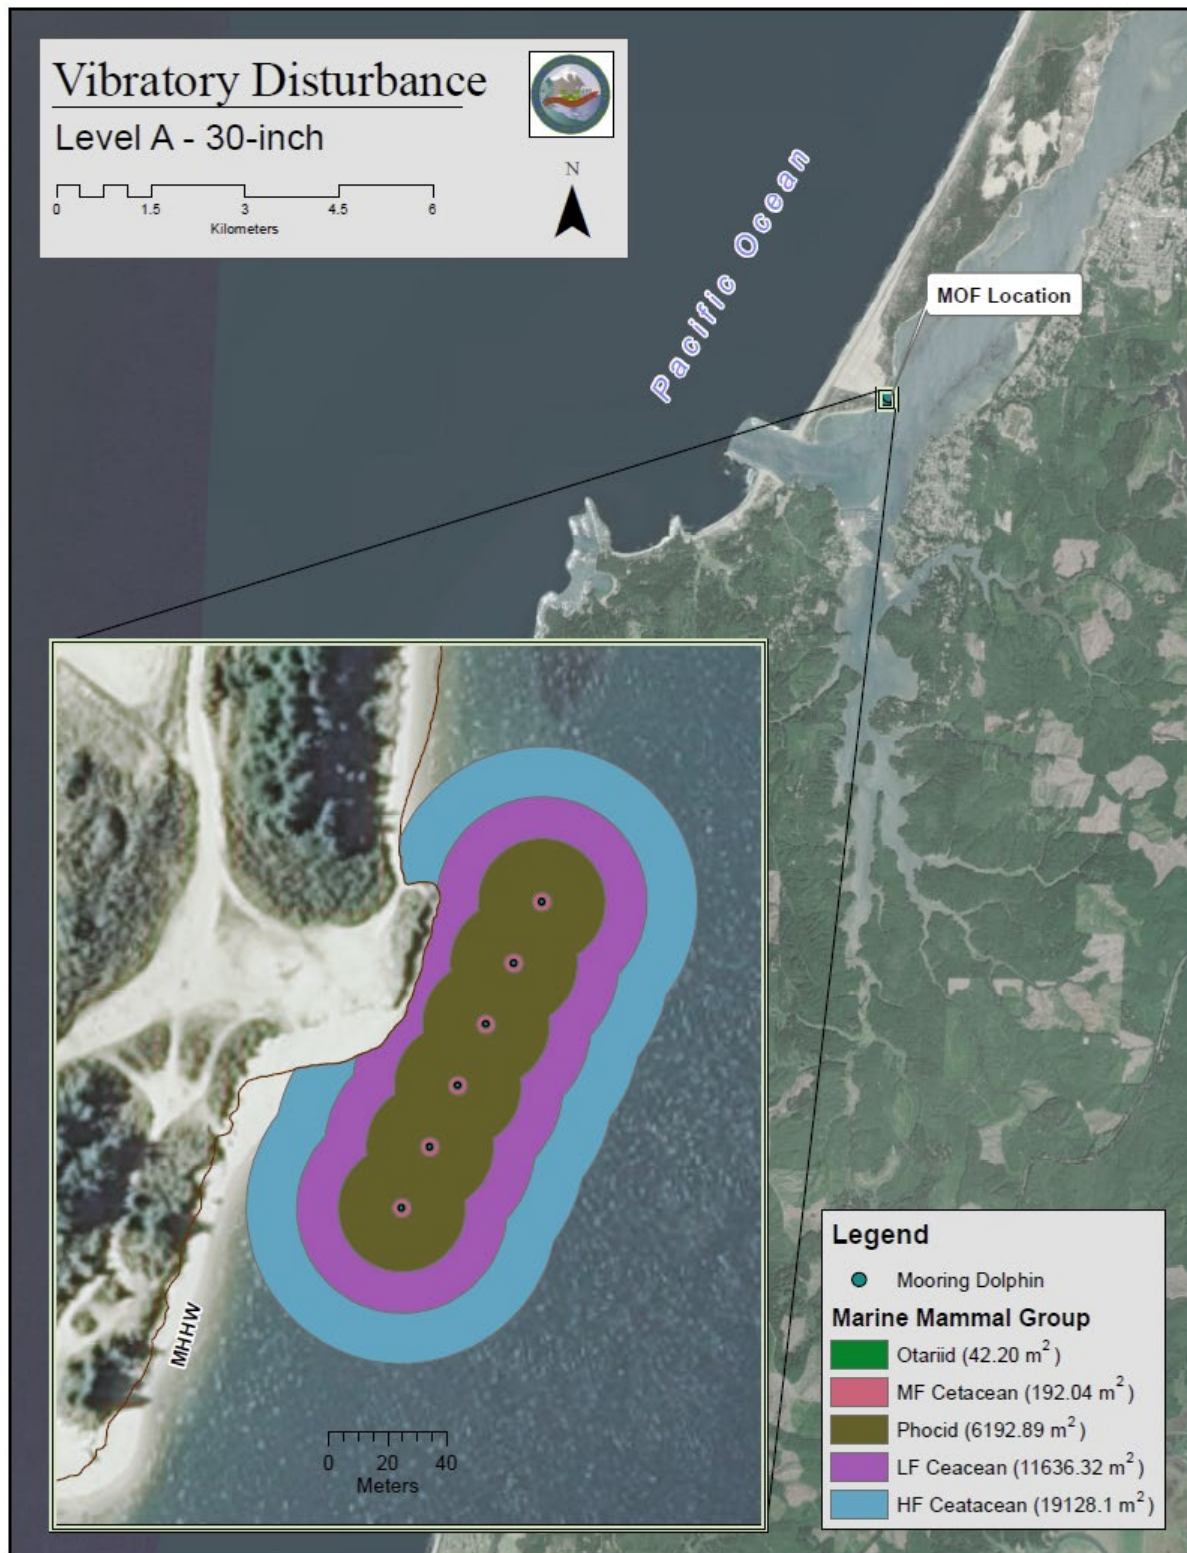 Vibratory Disturbance
Level A - 30-inch
N
0 1.5 3 4.5 6
Kilometers
Pacific Ocean
MOF Location
MHHW
0 20 40
Meters
Legend
Mooring Dolphin
Marine Mammal Group
Otariid (42.20 m²)
MF Cetacean (192.04 m²)
Phocid (6192.89 m²)
LF Ceacean (11636.32 m²)
HF Ceatacean (19128.1 m²)